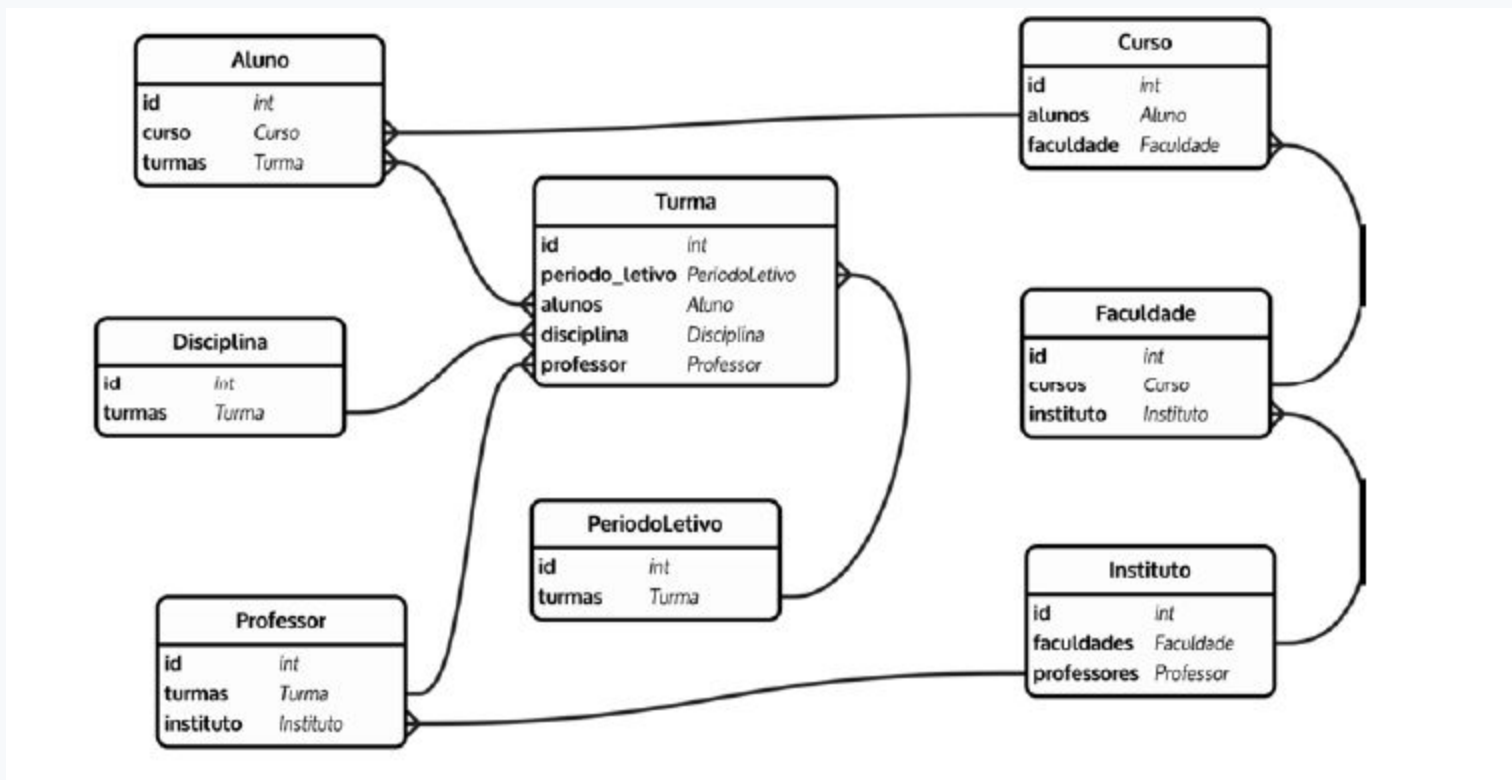 Aluno
id int
curso Curso
turmas Turma
Curso
id int
alunos Aluno
faculdade Faculdade
Turma
id int
periodo_letivo PeriodoLetivo
alunos Aluno
disciplina Disciplina
professor Professor
Disciplina
id int
turmas Turma
Faculdade
id int
cursos Curso
instituto Instituto
PeriodoLetivo
id int
turmas Turma
Professor
id int
turmas Turma
instituto Instituto
Instituto
id int
faculdades Faculdade
professores Professor